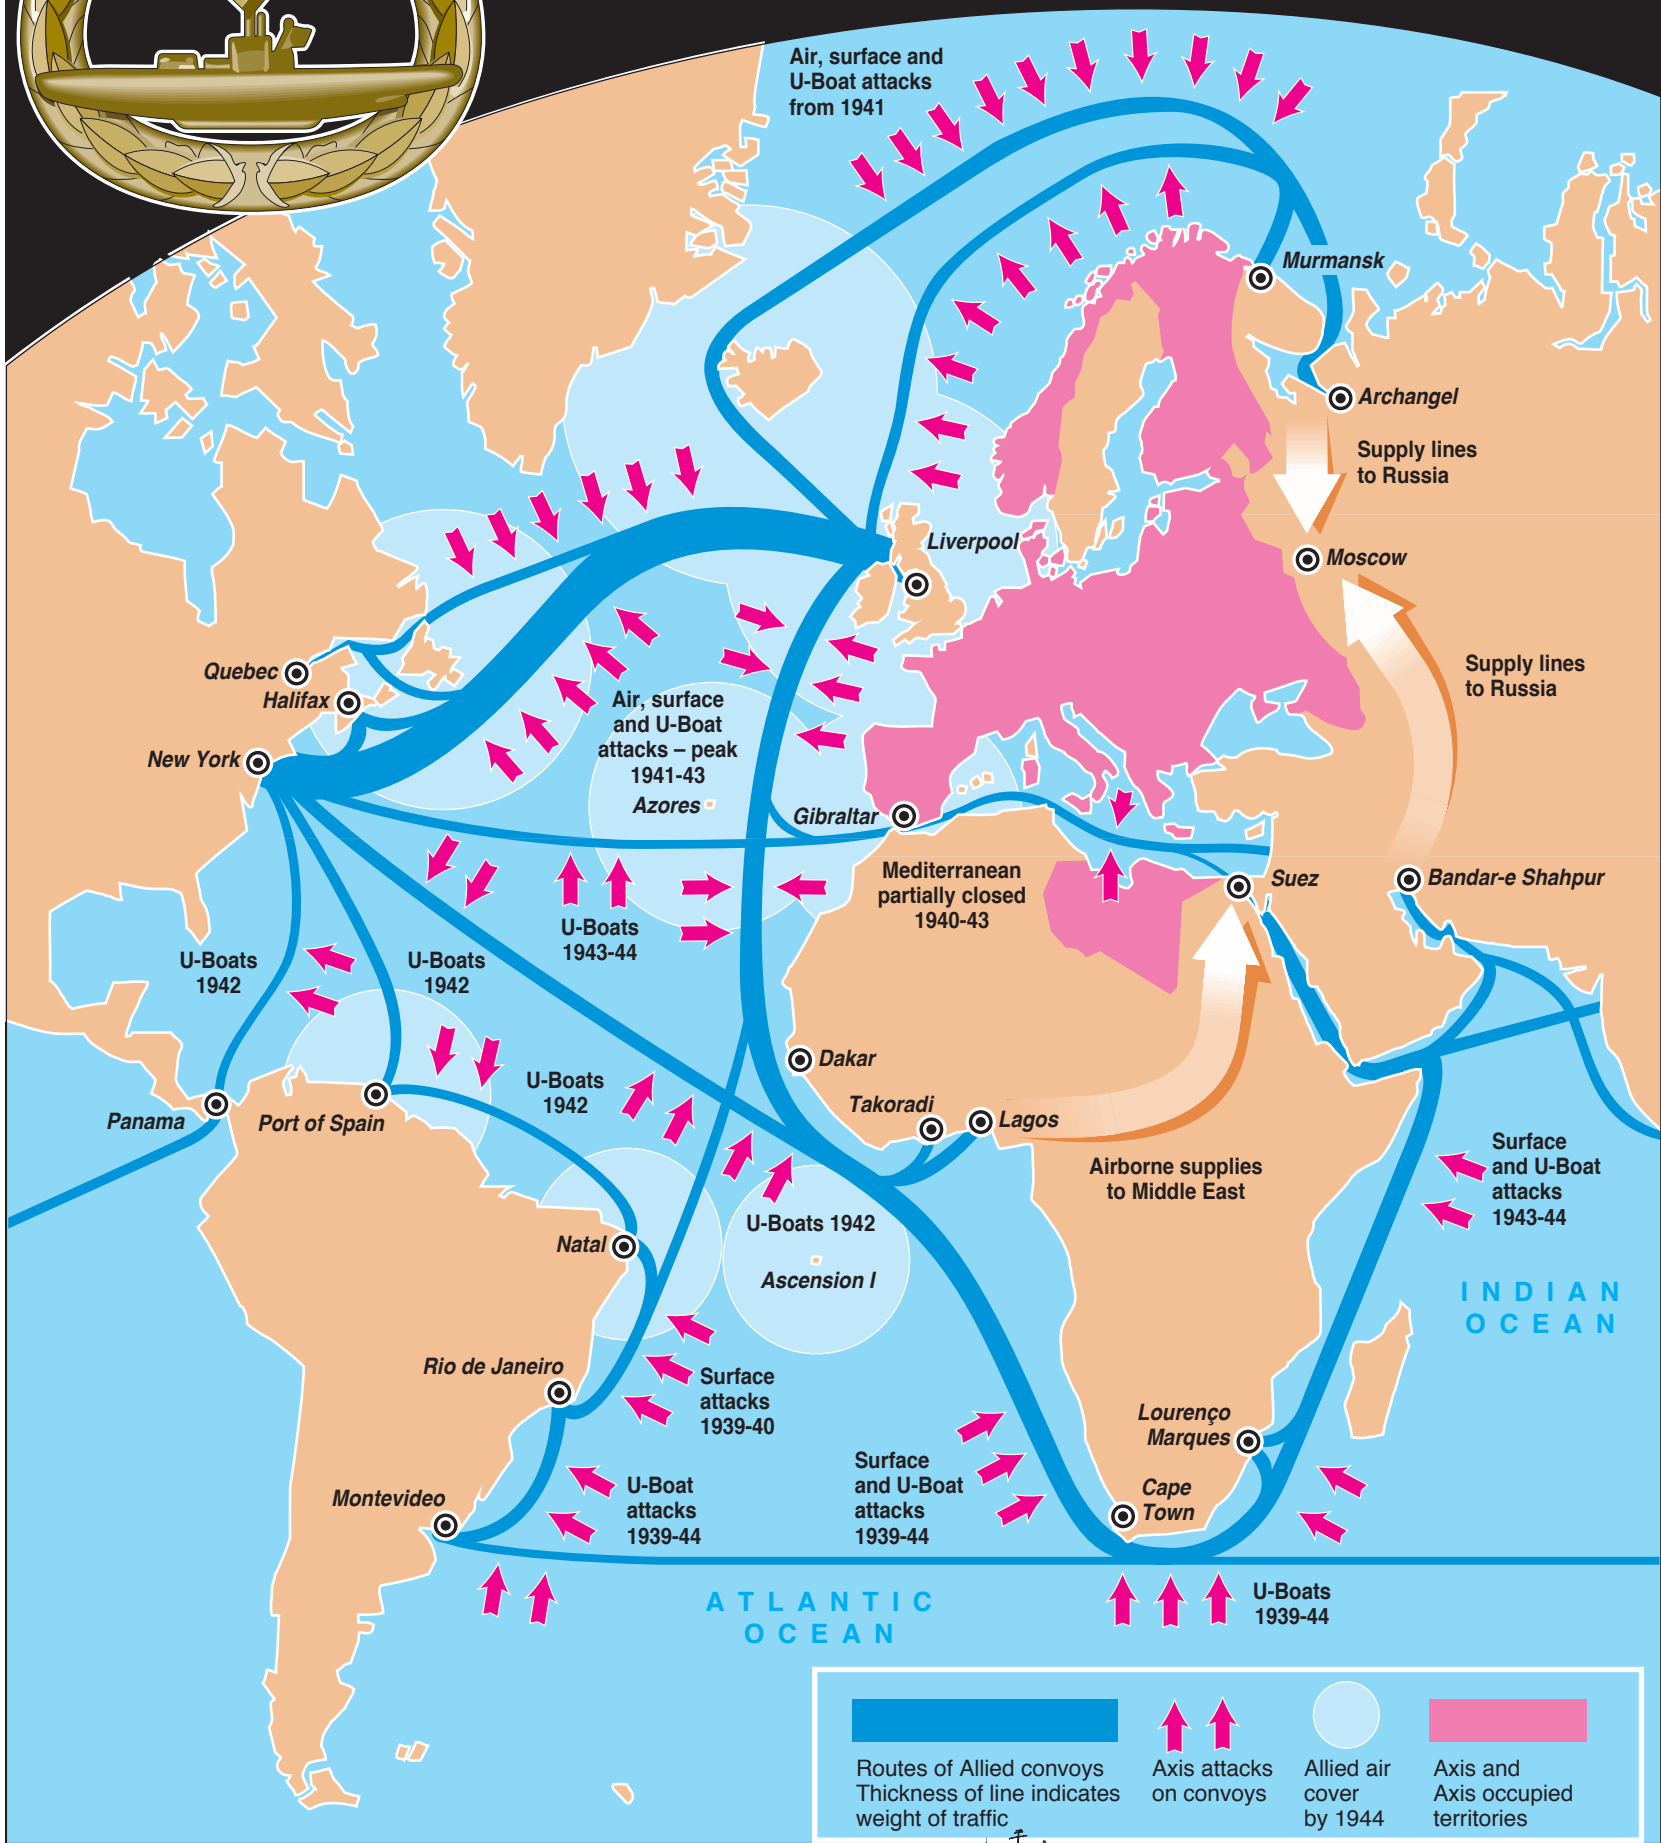 Air, surface and
U-Boat attacks
from 1941
Murmansk
Archangel
Supply lines
to Russia
Liverpool
Moscow
Quebec
Halifax
New York
Supply lines
to Russia
Air, surface
and U-Boat
attacks – peak
1941-43
Azores
Gibraltar
Mediterranean
partially closed
1940-43
Suez
Bandar-e Shahpur
U-Boats
1943-44
U-Boats
1942
U-Boats
1942
Dakar
U-Boats
1942
Takoradi
Lagos
Panama
Port of Spain
Airborne supplies
to Middle East
Surface
and U-Boat
attacks
1943-44
U-Boats 1942
Natal
Ascension I
INDIAN
OCEAN
Rio de Janeiro
Surface
attacks
1939-40
Lourenço
Marques
Surface
and U-Boat
attacks
1939-44
Cape
Town
Montevideo
U-Boat
attacks
1939-44
ATLANTIC
OCEAN
U-Boats
1939-44
Routes of Allied convoys
Thickness of line indicates
weight of traffic
Axis attacks
on convoys
Allied air
cover
by 1944
Axis and
Axis occupied
territories